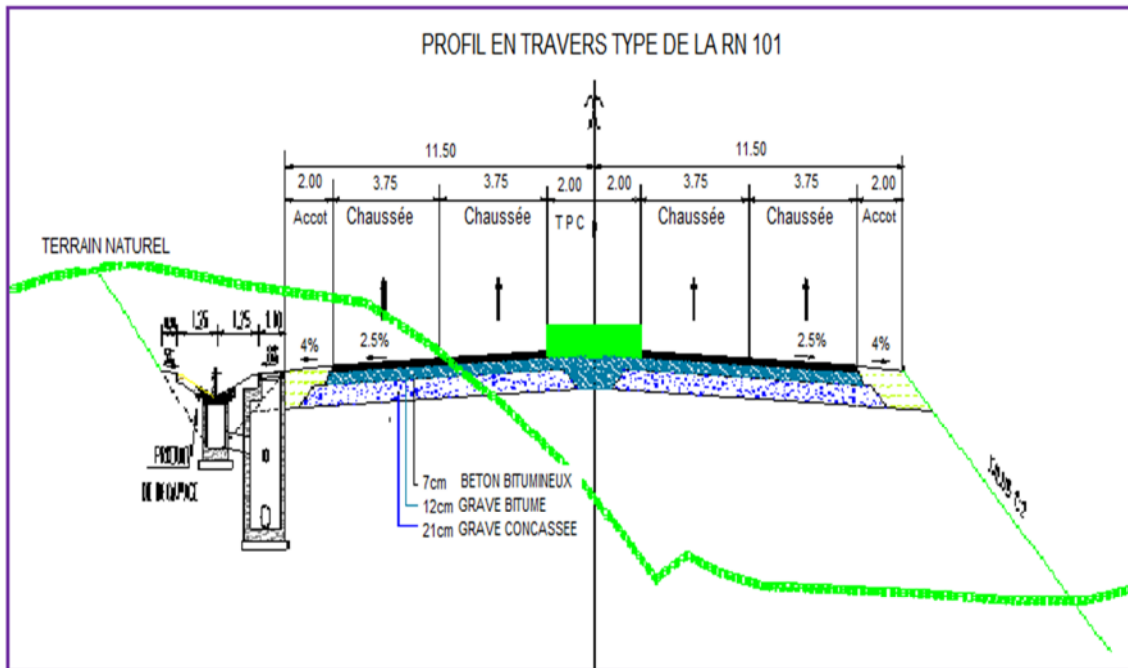 PROFIL EN TRAVERS TYPE DE LA RN 101
11.50 11.50
2.00 3.75 3.75 2.00 2.00 3.75 3.75 2.00
Accot Chaussée Chaussée T P C Chaussée Chaussée Accot
TERRAIN NATUREL
1.25 1.25 1.10
4% 2.5% 2.5% 4%
7cm BETON BITUMINEUX
12cm GRAVE BITUME
21cm GRAVE CONCASSEE